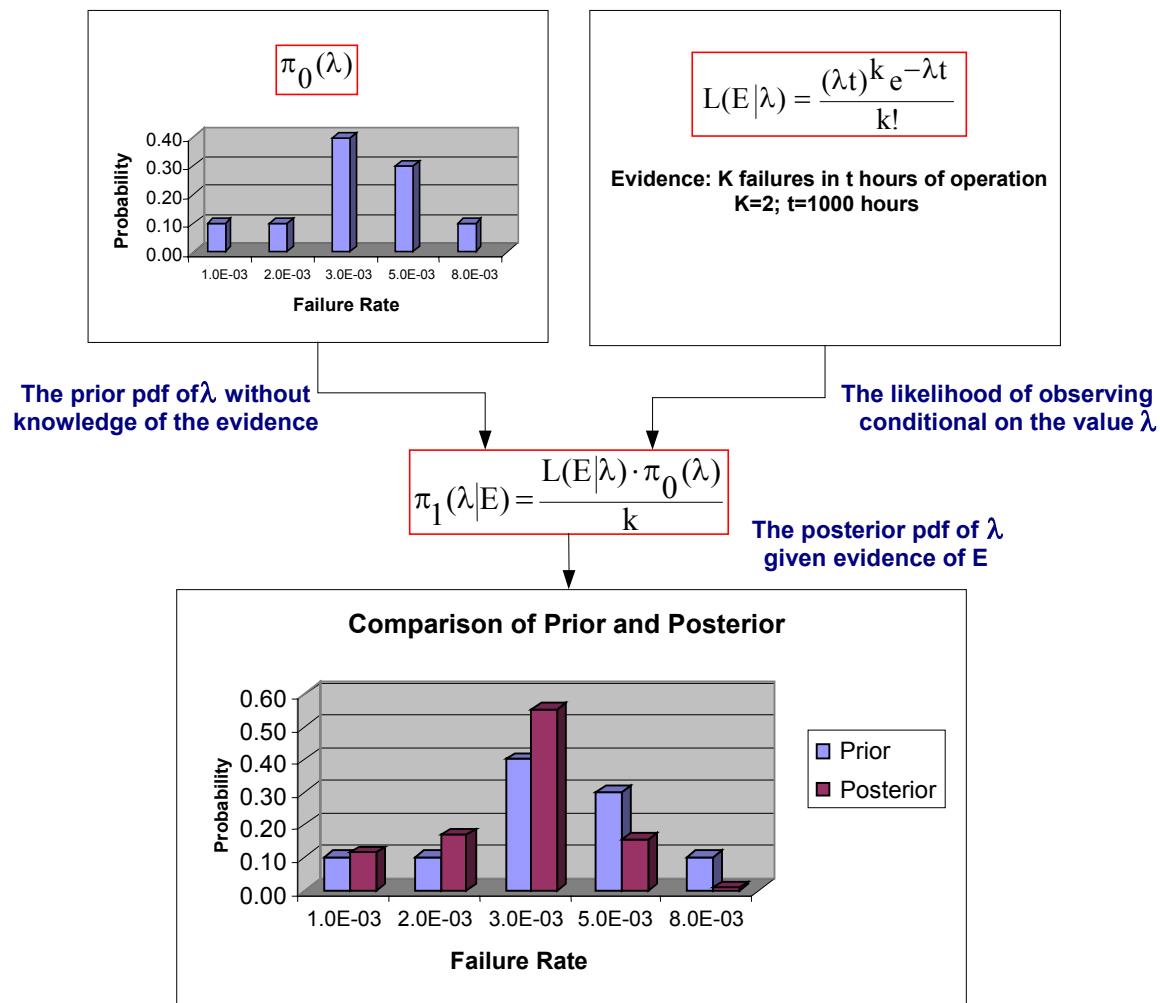 π₀(λ)
0.40
0.30
0.20
0.10
0.00
Probability
1.0E-03 2.0E-03 3.0E-03 5.0E-03 8.0E-03
Failure Rate
L(E|λ) = (λt)^k e^(−λt) / k!
Evidence: K failures in t hours of operation
K=2; t=1000 hours
The prior pdf of λ without
knowledge of the evidence
The likelihood of observing
conditional on the value λ
π₁(λ|E) = L(E|λ) · π₀(λ) / k
The posterior pdf of λ
given evidence of E
Comparison of Prior and Posterior
0.60
0.50
0.40
0.30
0.20
0.10
0.00
Probability
1.0E-03 2.0E-03 3.0E-03 5.0E-03 8.0E-03
Failure Rate
Prior
Posterior